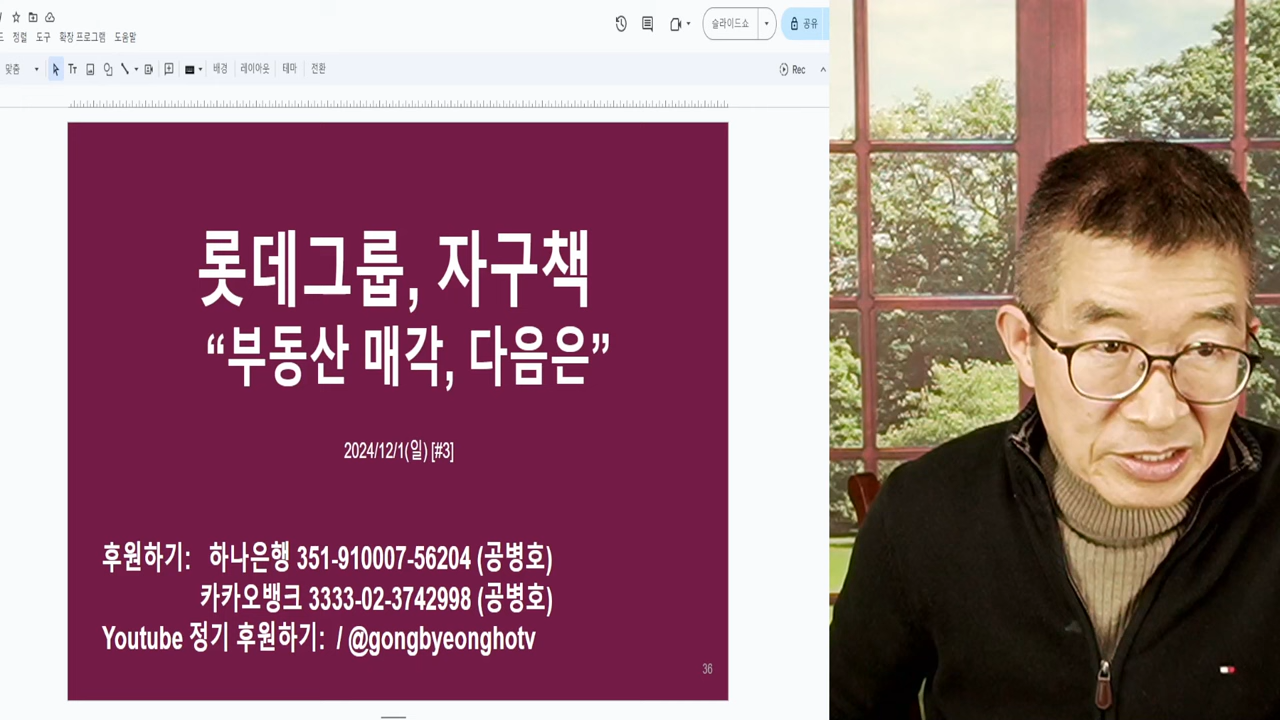 정렬 도구 확장 프로그램 도움말
슬라이드쇼
공유
맞춤
Tт
배경 레이아웃 테마 전환
Rec
롯데그룹, 자구책
“부동산 매각, 다음은”
2024/12/1(일) [#3]
후원하기: 하나은행 351-910007-56204 (공병호)
카카오뱅크 3333-02-3742998 (공병호)
Youtube 정기 후원하기: / @gongbyeonghotv
36